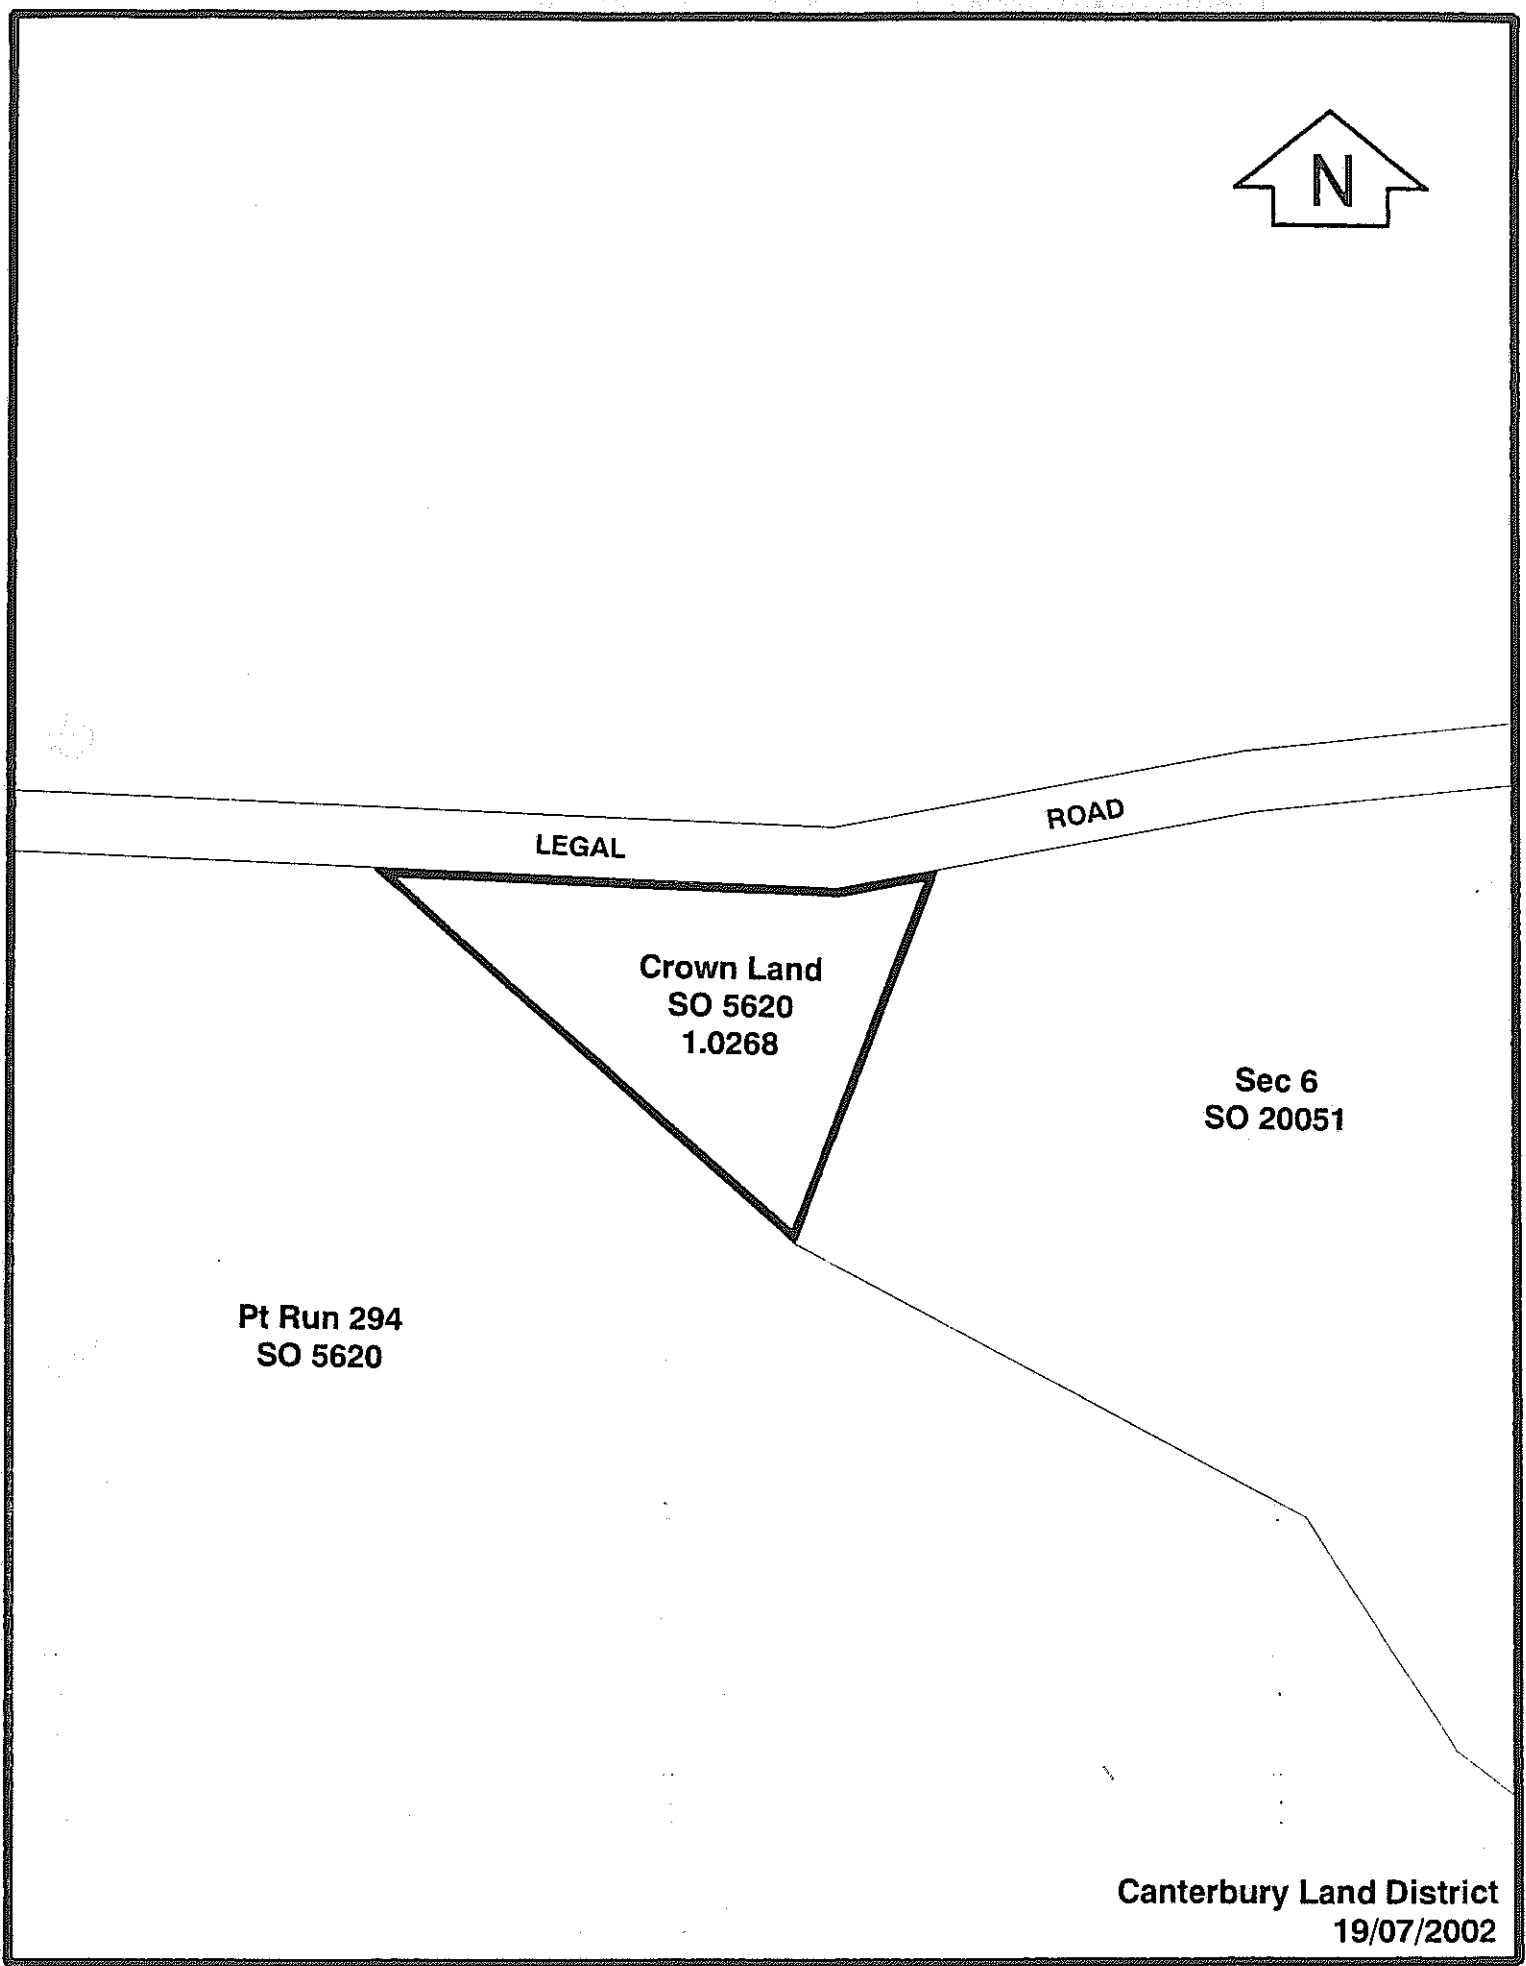 N
LEGAL
ROAD
Crown Land
SO 5620
1.0268
Sec 6
SO 20051
Pt Run 294
SO 5620
Canterbury Land District
19/07/2002